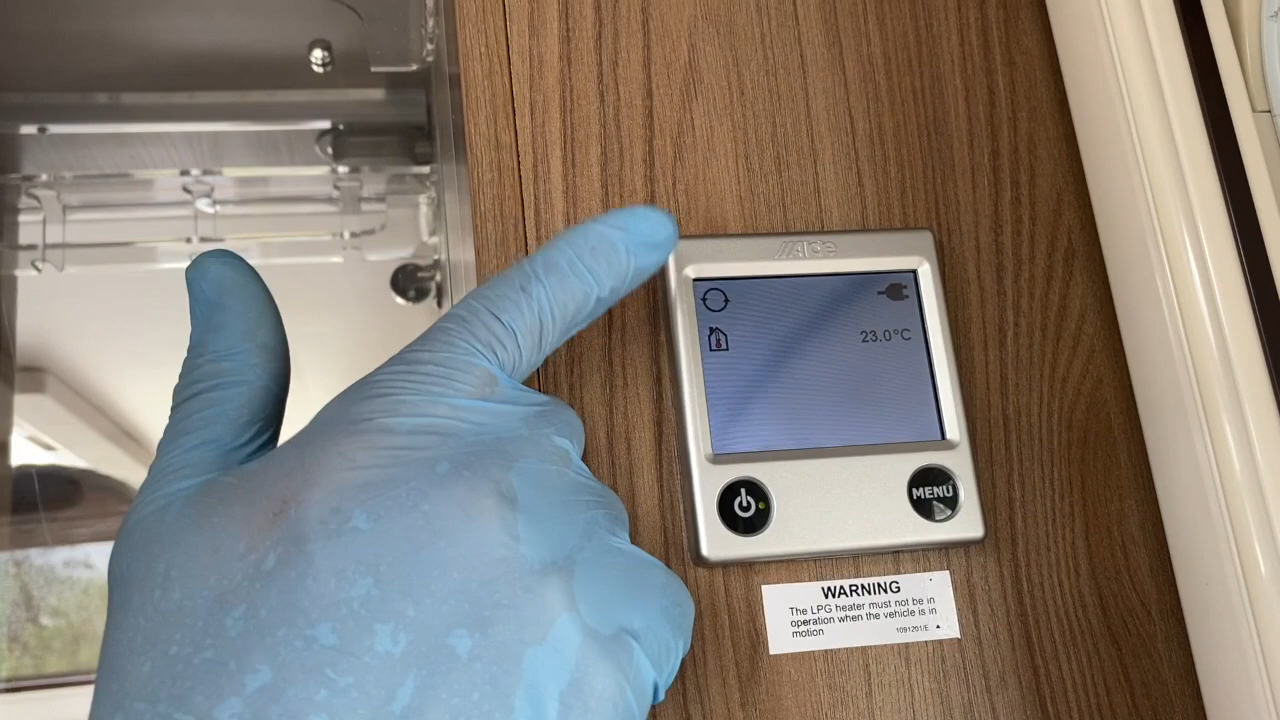 Alde
23.0°C
MENU
WARNING
The LPG heater must not be in
operation when the vehicle is in
motion
1091201/E